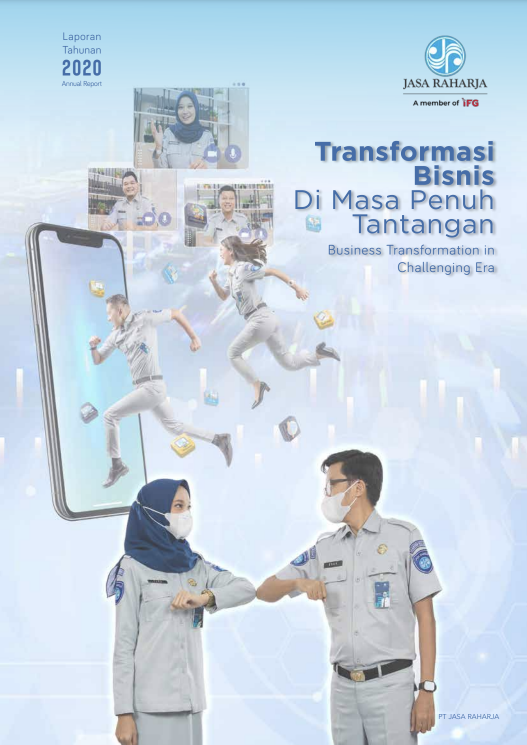 Laporan
Tahunan
2020
Annual Report
JASA RAHARJA
A member of IFG
Transformasi
Bisnis
Di Masa Penuh
Tantangan
Business Transformation in
Challenging Era
PT JASA RAHARJA